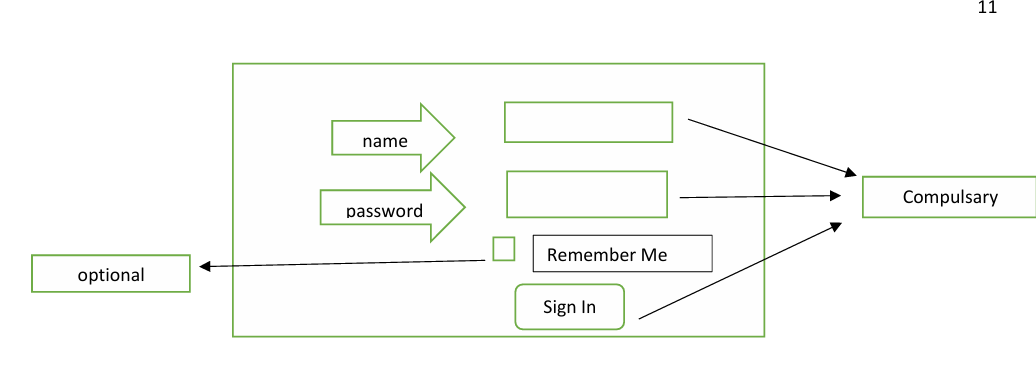 11
name
password
Compulsary
Remember Me
optional
Sign In